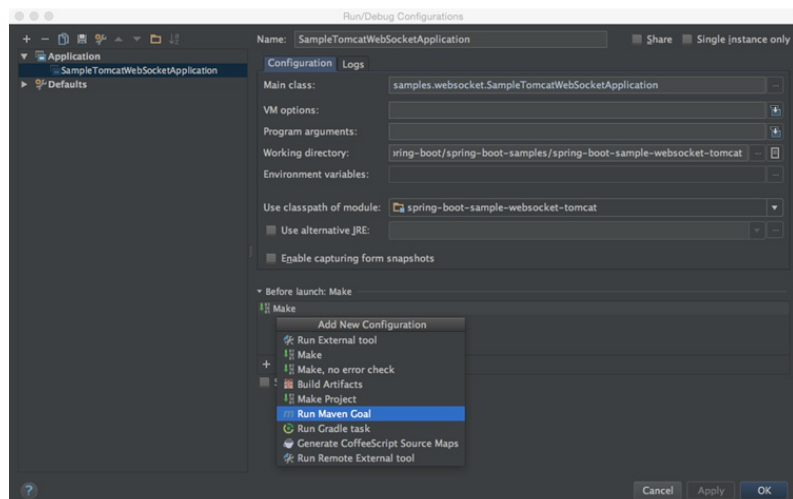 Run/Debug Configurations
Name: SampleTomcatWebSocketApplication Share Single instance only
Application
SampleTomcatWebSocketApplication
Defaults
Configuration Logs
Main class: samples.websocket.SampleTomcatWebSocketApplication
VM options:
Program arguments:
Working directory: ring-boot/spring-boot-samples/spring-boot-sample-websocket-tomcat
Environment variables:
Use classpath of module: spring-boot-sample-websocket-tomcat
Use alternative JRE:
Enable capturing form snapshots
Before launch: Make
Make
Add New Configuration
Run External tool
Make
Make, no error check
Build Artifacts
Make Project
Run Maven Goal
Run Gradle task
Generate CoffeeScript Source Maps
Run Remote External tool
? Cancel Apply OK